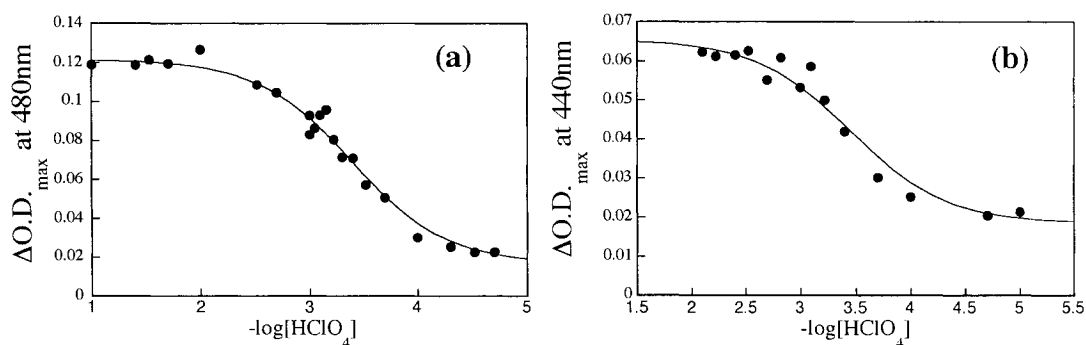 (a)
ΔO.D.max at 480nm
0.14
0.12
0.1
0.08
0.06
0.04
0.02
0
1 2 3 4 5
-log[HClO4]
(b)
ΔO.D.max at 440nm
0.07
0.06
0.05
0.04
0.03
0.02
0.01
0
1.5 2 2.5 3 3.5 4 4.5 5 5.5
-log[HClO4]